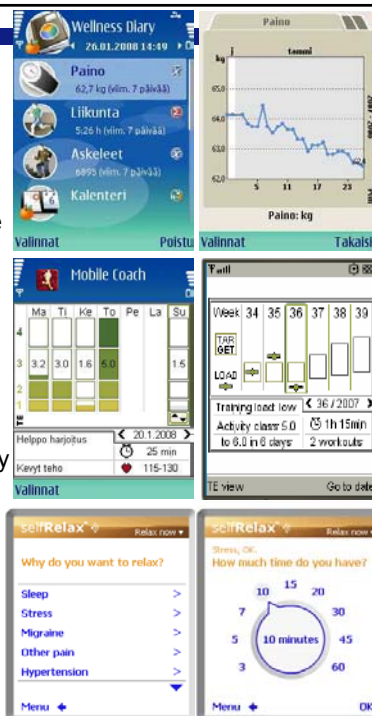 Wellness Diary
26.01.2008 14:49
Paino
62,7 kg (viim. 7 päivää)
Liikunta
5:26 h (viim. 7 päivää)
Askeleet
6895 (viim. 7 päivää)
Kalenteri
Valinnat Poistu
Paino
kg tammi
65.0
64.0
63.0
62.0
62,4
5 11 17 23
2007 - 2008
Paino: kg
Valinnat Takaisi
e
Mobile Coach
Ma Ti Ke To Pe La Su
4
3 3.2 3.0 1.6 5.0 1.5
2
1
TE
Helppo harjoitus 20.1.2008
25 min
Kevyt teho 115-130
Valinnat
y
Week 34 35 36 37 38 39
TAR
GET
LOAD
Training load low 36/2007
Activity class 5.0 1h 15min
to 6.0 in 6 days 2 workouts
TE view Go to date
selfRelax Relax now
Why do you want to relax?
Sleep >
Stress >
Migraine >
Other pain >
Hypertension >
Menu
selfRelax Relax now
Stress, OK.
How much time do you have?
10 15 20
7 30
5 10 minutes 45
3 60
Menu OK